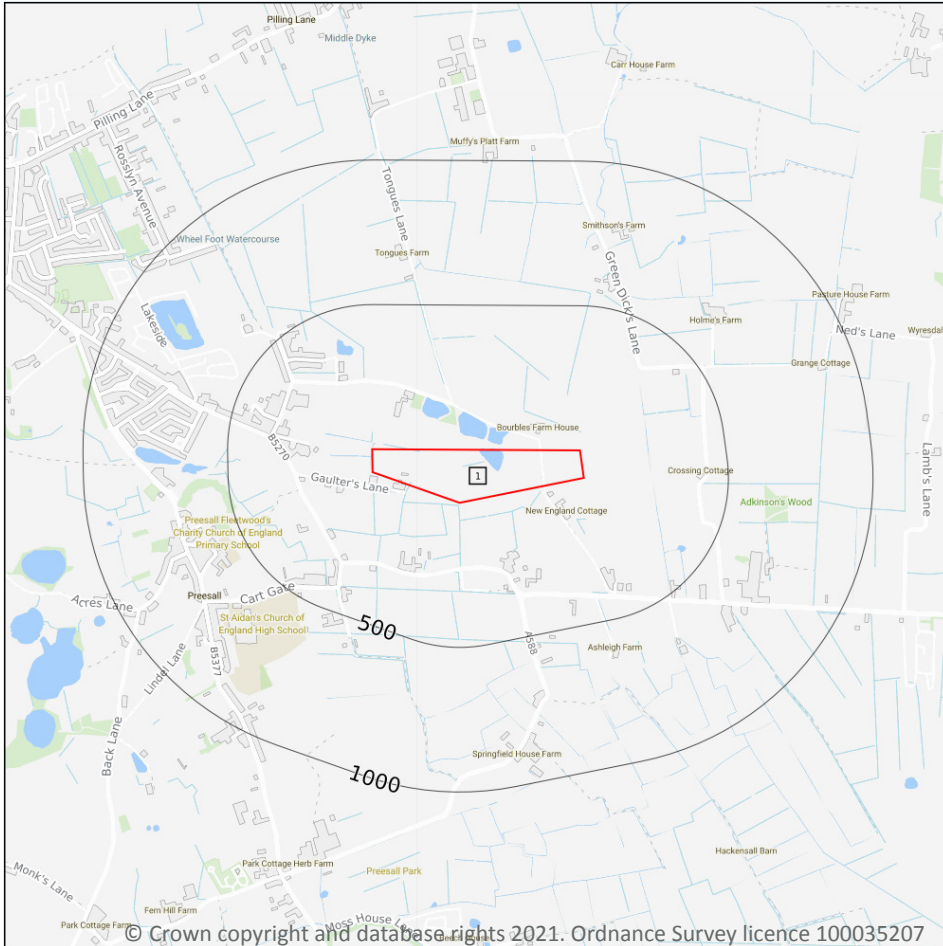 Pilling Lane
Middle Dyke
Carr House Farm
Pilling Lane
Rosslyn Avenue
Muffy's Platt Farm
Tongues Lane
Smithson's Farm
Wheel Foot Watercourse
Tongues Farm
Green Dick's Lane
Pasture House Farm
Lakeside
Holme's Farm
Ned's Lane
Wyresdal
Grange Cottage
Bourbles Farm House
B5270
Gaulter's Lane
1
Crossing Cottage
Lamb's Lane
Adkinson's Wood
New England Cottage
Preesall Fleetwood's
Charity Church of England
Primary School
Acres Lane
Preesall
Cart Gate
St Aidan's Church of
England High School
500
A588
Ashleigh Farm
Lindel Lane
B5377
Back Lane
Springfield House Farm
1000
Hackensall Barn
Park Cottage Herb Farm
Preesall Park
Monk's Lane
Fern Hill Farm
Park Cottage Farm
Moss House Lane
© Crown copyright and database rights 2021. Ordnance Survey licence 100035207